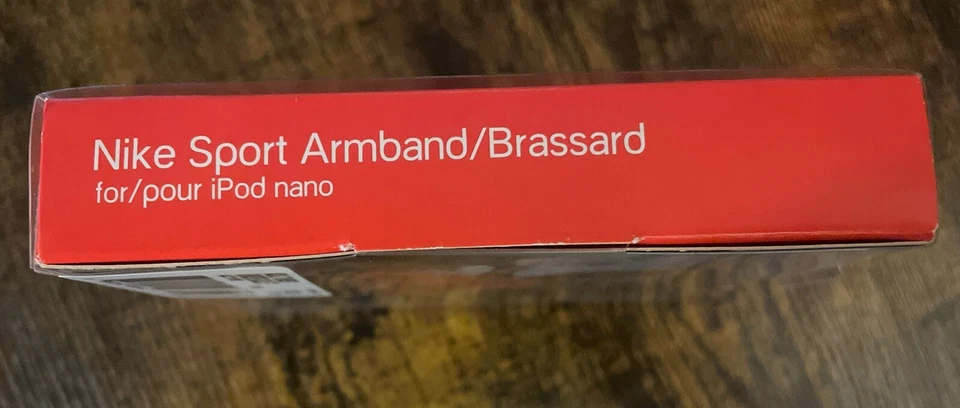 Nike Sport Armband/Brassard
for/pour iPod nano